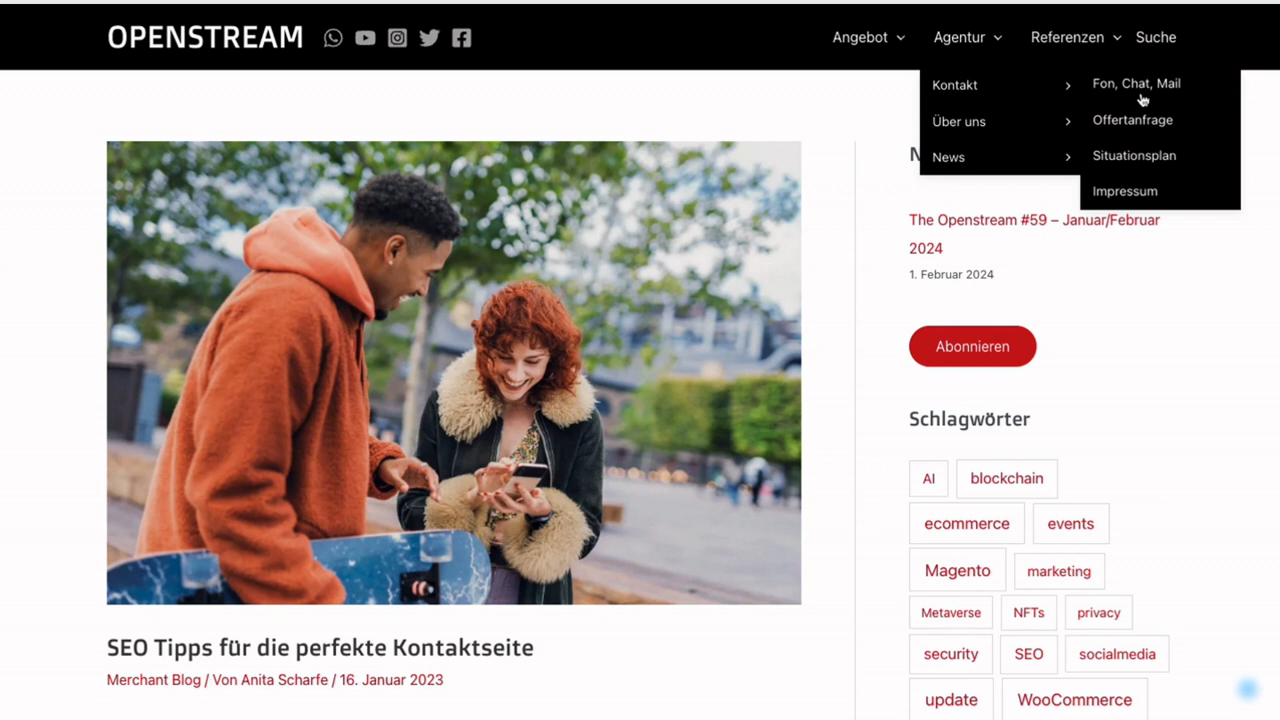 OPENSTREAM
Angebot
Agentur
Referenzen
Suche
Kontakt
Über uns
News
Fon, Chat, Mail
Offertanfrage
Situationsplan
Impressum
N
The Openstream #59 – Januar/Februar
2024
1. Februar 2024
Abonnieren
Schlagwörter
AI
blockchain
ecommerce
events
Magento
marketing
Metaverse
NFTs
privacy
security
SEO
socialmedia
update
WooCommerce
SEO Tipps für die perfekte Kontaktseite
Merchant Blog / Von Anita Scharfe / 16. Januar 2023